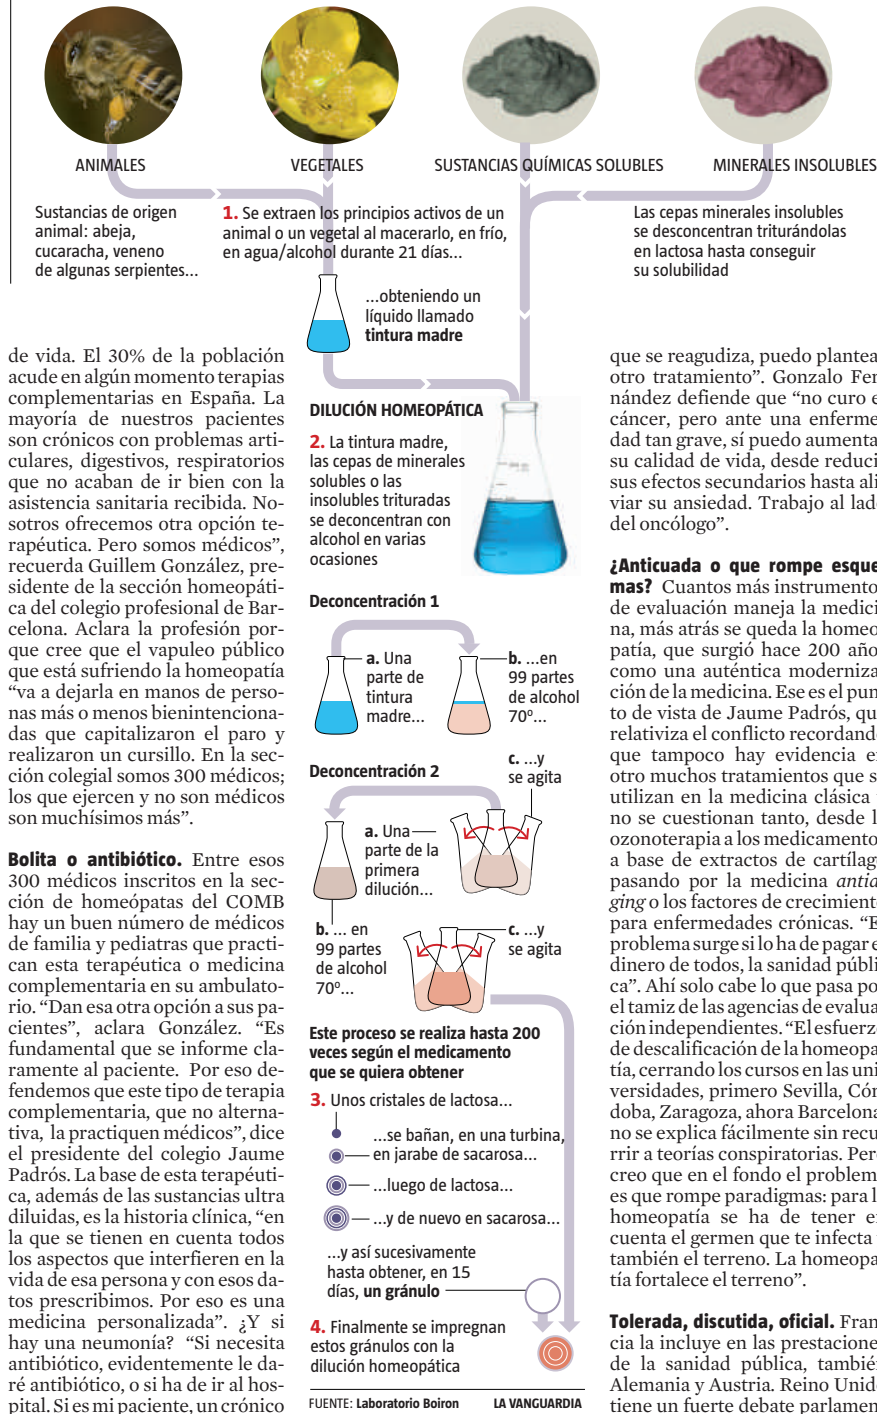 ANIMALES
VEGETALES
SUSTANCIAS QUÍMICAS SOLUBLES
MINERALES INSOLUBLES
Sustancias de origen
animal: abeja,
cucaracha, veneno
de algunas serpientes...
1. Se extraen los principios activos de un
animal o un vegetal al macerarlo, en frío,
en agua/alcohol durante 21 días...
Las cepas minerales insolubles
se desconcentran triturándolas
en lactosa hasta conseguir
su solubilidad
...obteniendo un
líquido llamado
tintura madre
DILUCIÓN HOMEOPÁTICA
2. La tintura madre,
las cepas de minerales
solubles o las
insolubles trituradas
se deconcentran con
alcohol en varias
ocasiones
Deconcentración 1
a. Una
parte de
tintura
madre...
b. ...en
99 partes
de alcohol
70º...
c. ...y
se agita
Deconcentración 2
a. Una
parte de la
primera
dilución...
b. ... en
99 partes
de alcohol
70º...
c. ...y
se agita
Este proceso se realiza hasta 200
veces según el medicamento
que se quiera obtener
3. Unos cristales de lactosa...
...se bañan, en una turbina,
en jarabe de sacarosa...
...luego de lactosa...
...y de nuevo en sacarosa...
...y así sucesivamente
hasta obtener, en 15
días, un gránulo
4. Finalmente se impregnan
estos gránulos con la
dilución homeopática
FUENTE: Laboratorio Boiron
LA VANGUARDIA
de vida. El 30% de la población
acude en algún momento terapias
complementarias en España. La
mayoría de nuestros pacientes
son crónicos con problemas arti-
culares, digestivos, respiratorios
que no acaban de ir bien con la
asistencia sanitaria recibida. No-
sotros ofrecemos otra opción te-
rapéutica. Pero somos médicos”,
recuerda Guillem González, pre-
sidente de la sección homeopáti-
ca del colegio profesional de Bar-
celona. Aclara la profesión por-
que cree que el vapuleo público
que está sufriendo la homeopatía
“va a dejarla en manos de perso-
nas más o menos bienintenciona-
das que capitalizaron el paro y
realizaron un cursillo. En la sec-
ción colegial somos 300 médicos;
los que ejercen y no son médicos
son muchísimos más”.
Bolita o antibiótico. Entre esos
300 médicos inscritos en la sec-
ción de homeópatas del COMB
hay un buen número de médicos
de familia y pediatras que practi-
can esta terapéutica o medicina
complementaria en su ambulato-
rio. “Dan esa otra opción a sus pa-
cientes”, aclara González. “Es
fundamental que se informe cla-
ramente al paciente. Por eso de-
fendemos que este tipo de terapia
complementaria, que no alterna-
tiva, la practiquen médicos”, dice
el presidente del colegio Jaume
Padrós. La base de esta terapéuti-
ca, además de las sustancias ultra
diluidas, es la historia clínica, “en
la que se tienen en cuenta todos
los aspectos que interfieren en la
vida de esa persona y con esos da-
tos prescribimos. Por eso es una
medicina personalizada”. ¿Y si
hay una neumonía? “Si necesita
antibiótico, evidentemente le da-
ré antibiótico, o si ha de ir al hos-
pital. Si es mi paciente, un crónico
que se reagudiza, puedo plantea
otro tratamiento”. Gonzalo Fer
nández defiende que “no curo e
cáncer, pero ante una enferme
dad tan grave, sí puedo aumenta
su calidad de vida, desde reduci
sus efectos secundarios hasta ali
viar su ansiedad. Trabajo al lad
del oncólogo”.
¿Anticuada o que rompe esque
mas? Cuantos más instrumento
de evaluación maneja la medici
na, más atrás se queda la homeo
patía, que surgió hace 200 año
como una auténtica moderniza
ción de la medicina. Ese es el pun
to de vista de Jaume Padrós, qu
relativiza el conflicto recordand
que tampoco hay evidencia e
otro muchos tratamientos que s
utilizan en la medicina clásica
no se cuestionan tanto, desde l
ozonoterapia a los medicamento
a base de extractos de cartílag
pasando por la medicina antia
ging o los factores de crecimient
para enfermedades crónicas. “E
problema surge si lo ha de pagar e
dinero de todos, la sanidad públi
ca”. Ahí solo cabe lo que pasa po
el tamiz de las agencias de evalua
ción independientes. “El esfuerz
de descalificación de la homeopa
tía, cerrando los cursos en las uni
versidades, primero Sevilla, Cór
doba, Zaragoza, ahora Barcelona
no se explica fácilmente sin recu
rrir a teorías conspiratorias. Per
creo que en el fondo el problem
es que rompe paradigmas: para l
homeopatía se ha de tener e
cuenta el germen que te infecta
también el terreno. La homeopa
tía fortalece el terreno”.
Tolerada, discutida, oficial. Fran
cia la incluye en las prestacione
de la sanidad pública, tambié
Alemania y Austria. Reino Unid
tiene un fuerte debate parlamen